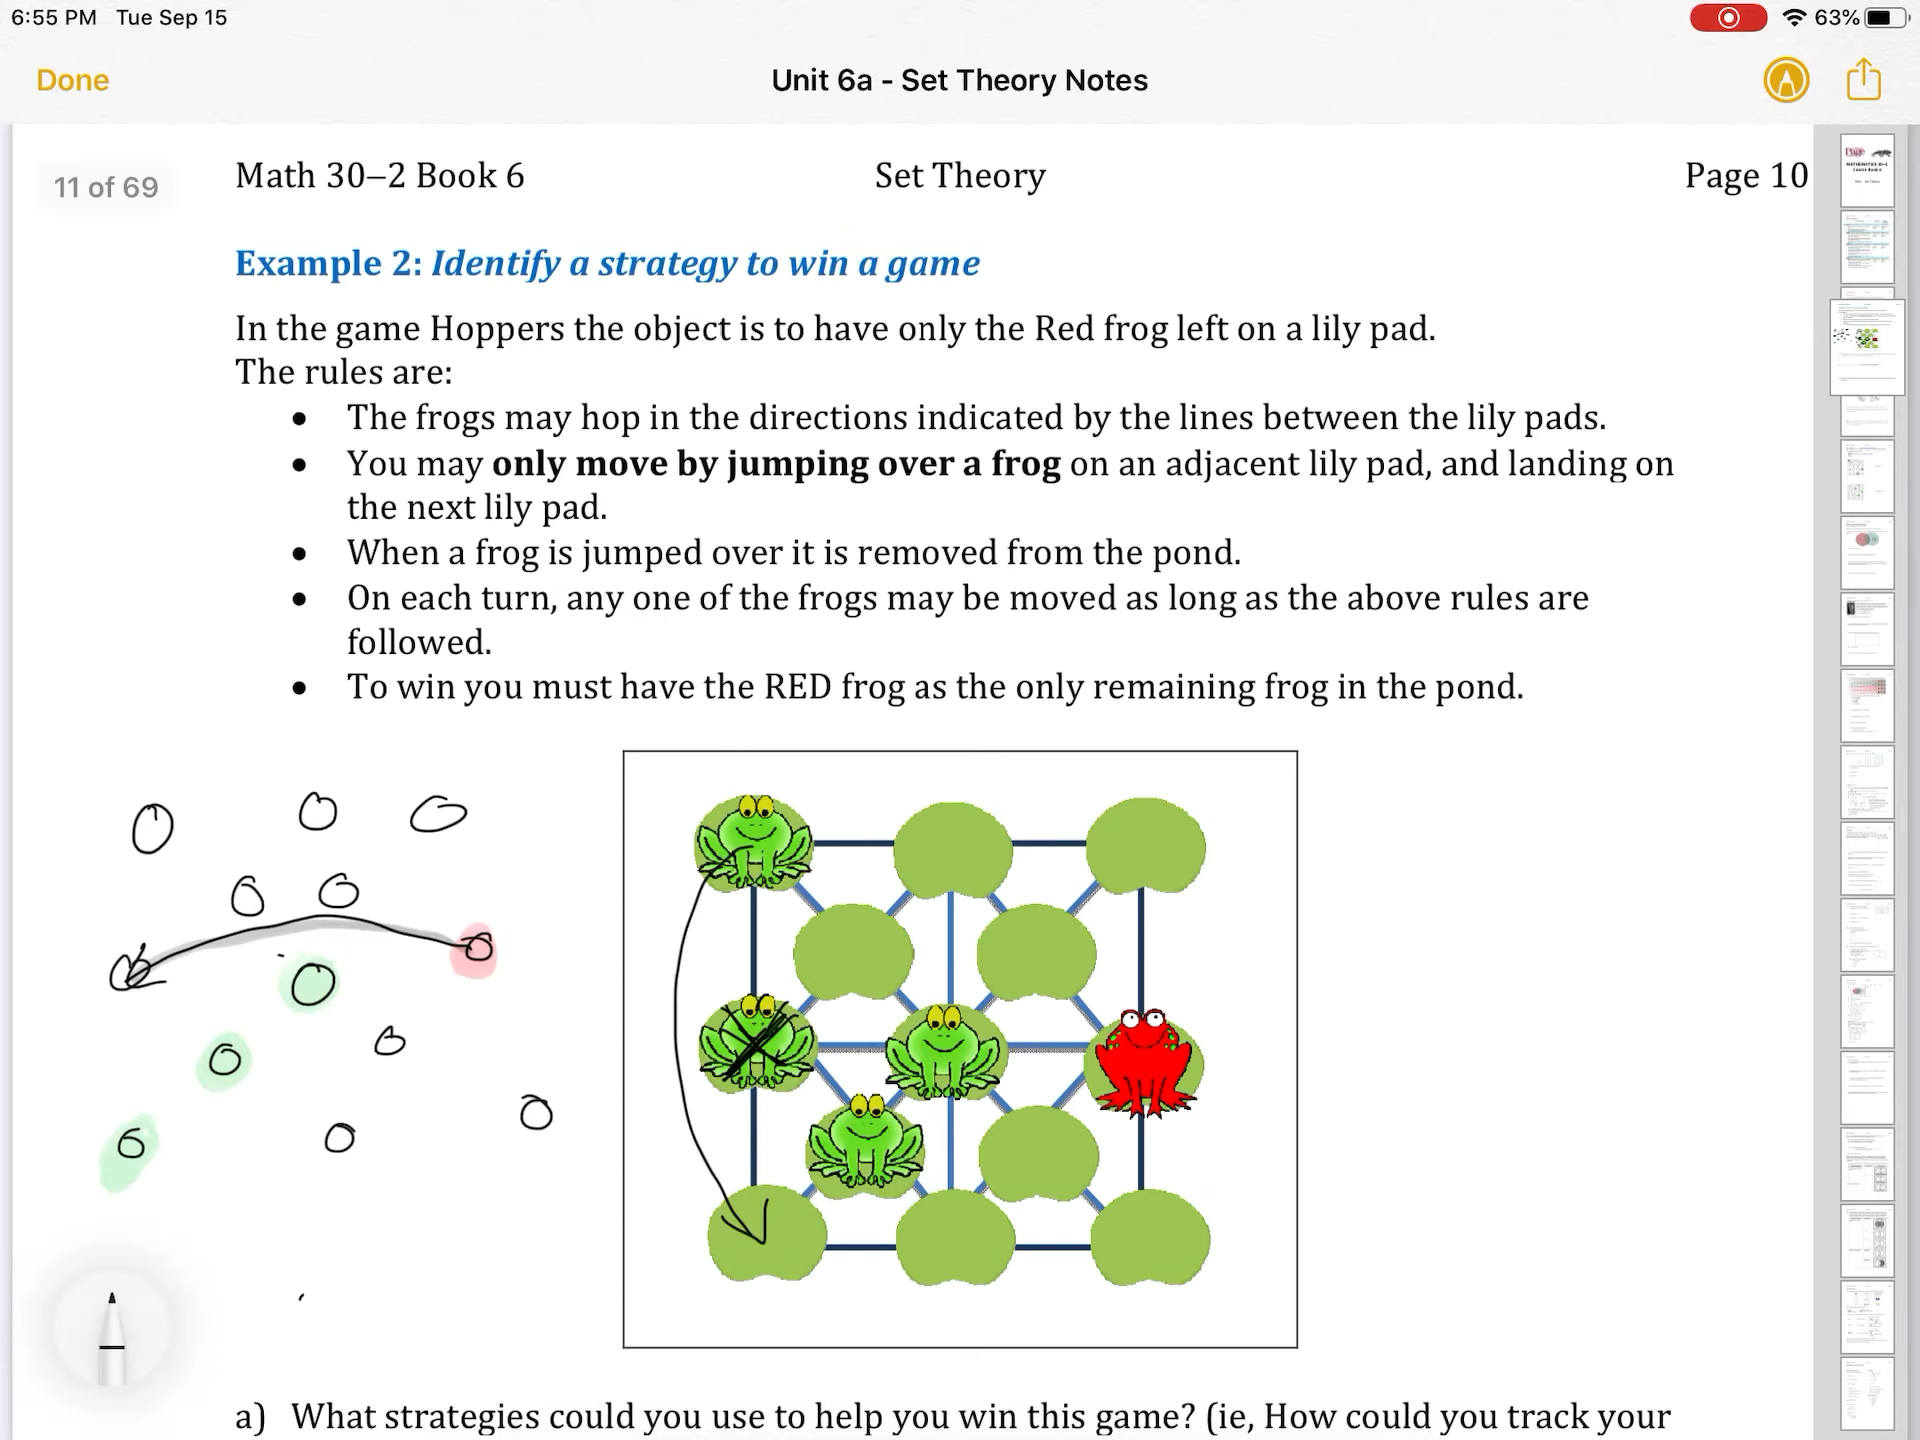 6:55 PM Tue Sep 15
63%
Done
Unit 6a - Set Theory Notes
11 of 69
Math 30–2 Book 6
Set Theory
Page 10
Example 2: Identify a strategy to win a game
In the game Hoppers the object is to have only the Red frog left on a lily pad.
The rules are:
• The frogs may hop in the directions indicated by the lines between the lily pads.
• You may only move by jumping over a frog on an adjacent lily pad, and landing on
the next lily pad.
• When a frog is jumped over it is removed from the pond.
• On each turn, any one of the frogs may be moved as long as the above rules are
followed.
• To win you must have the RED frog as the only remaining frog in the pond.
a) What strategies could you use to help you win this game? (ie, How could you track your